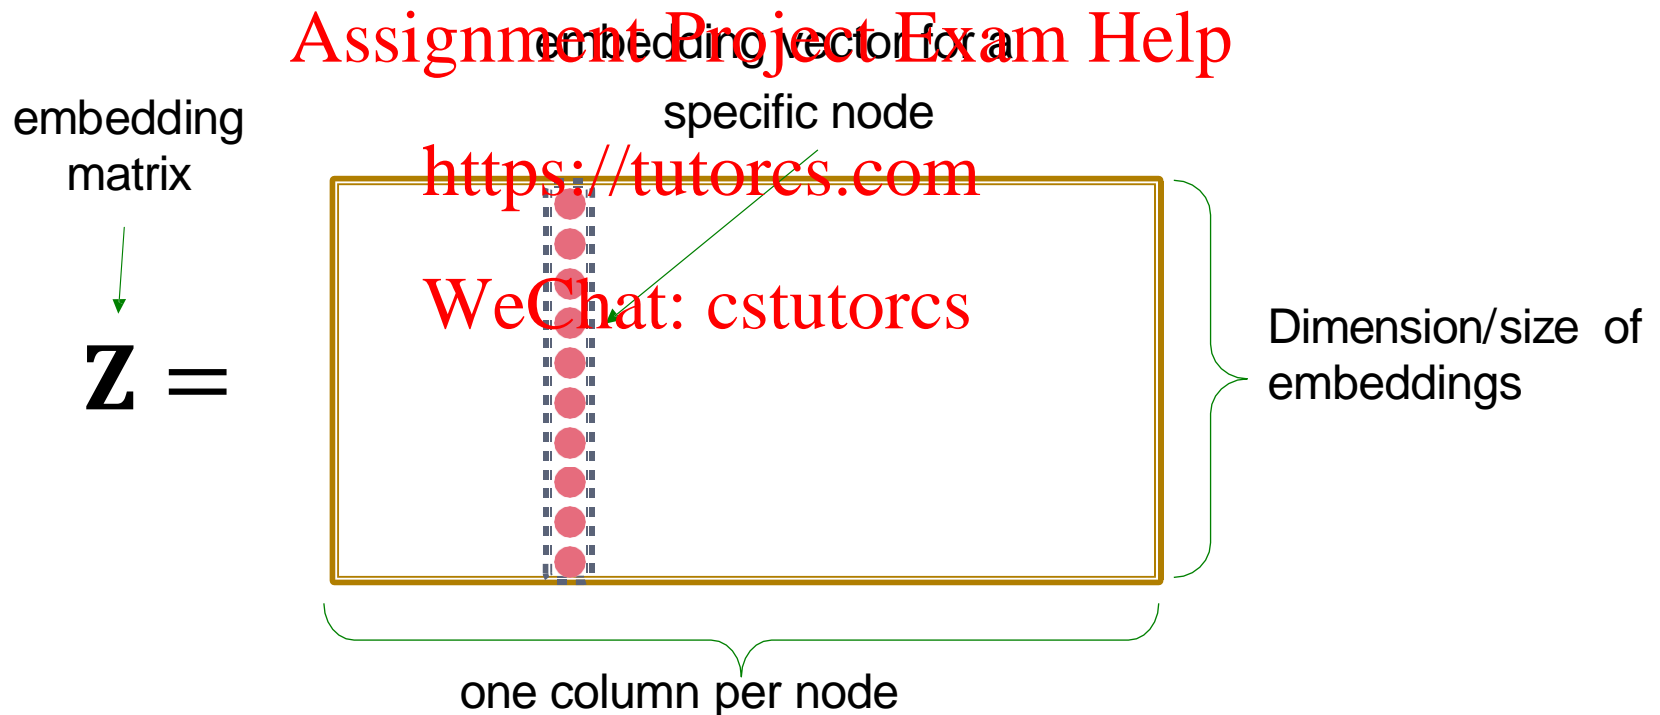 Assignment Project Exam Help
embedding vector for a
specific node
embedding
matrix
https://tutorcs.com
WeChat: cstutorcs
Z =
Dimension/size of
embeddings
one column per node